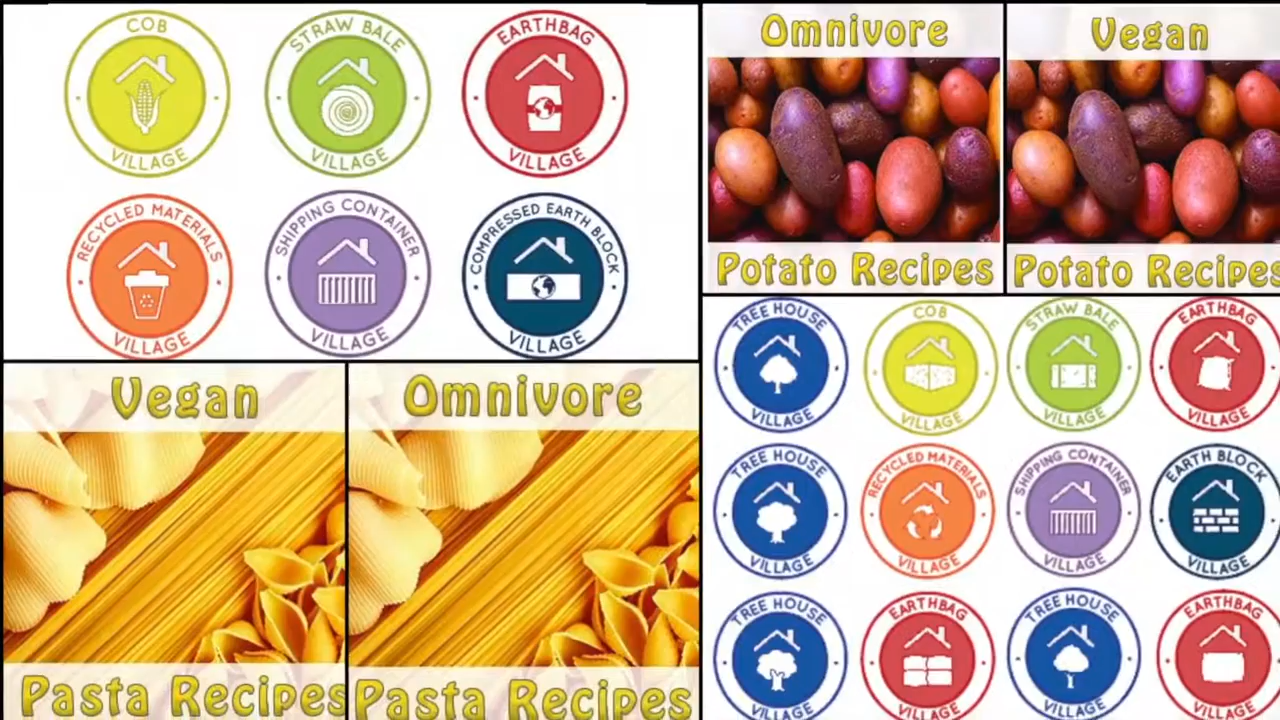 COB
VILLAGE
STRAW BALE
VILLAGE
EARTHBAG
VILLAGE
RECYCLED MATERIALS
VILLAGE
SHIPPING CONTAINER
VILLAGE
COMPRESSED EARTH BLOCK
VILLAGE
Omnivore
Potato Recipes
Vegan
Potato Recipes
Vegan
Pasta Recipes
Omnivore
Pasta Recipes
TREE HOUSE
VILLAGE
COB
VILLAGE
STRAW BALE
VILLAGE
EARTHBAG
VILLAGE
TREE HOUSE
VILLAGE
RECYCLED MATERIALS
VILLAGE
SHIPPING CONTAINER
VILLAGE
EARTH BLOCK
VILLAGE
TREE HOUSE
VILLAGE
EARTHBAG
VILLAGE
TREE HOUSE
VILLAGE
EARTHBAG
VILLAGE